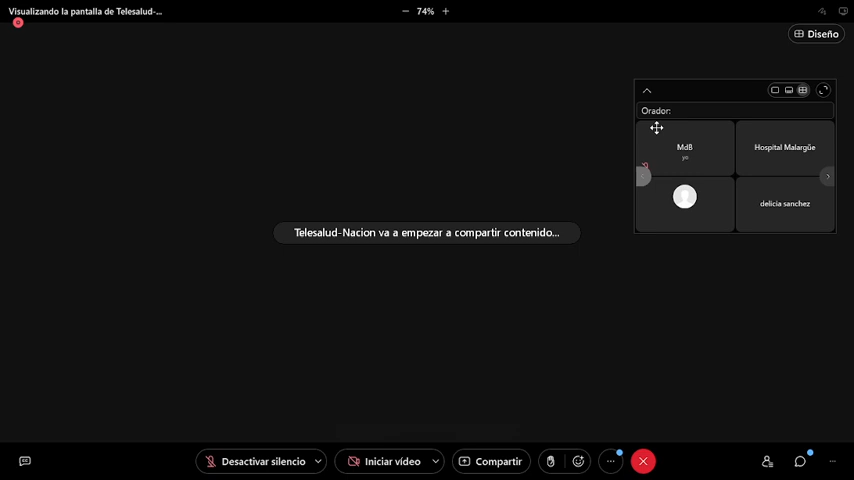 Visualizando la pantalla de Telesalud-...
74%
Diseño
Orador:
MdB
yo
Hospital Malargüe
delicia sanchez
Telesalud-Nacion va a empezar a compartir contenido...
Desactivar silencio
Iniciar vídeo
Compartir